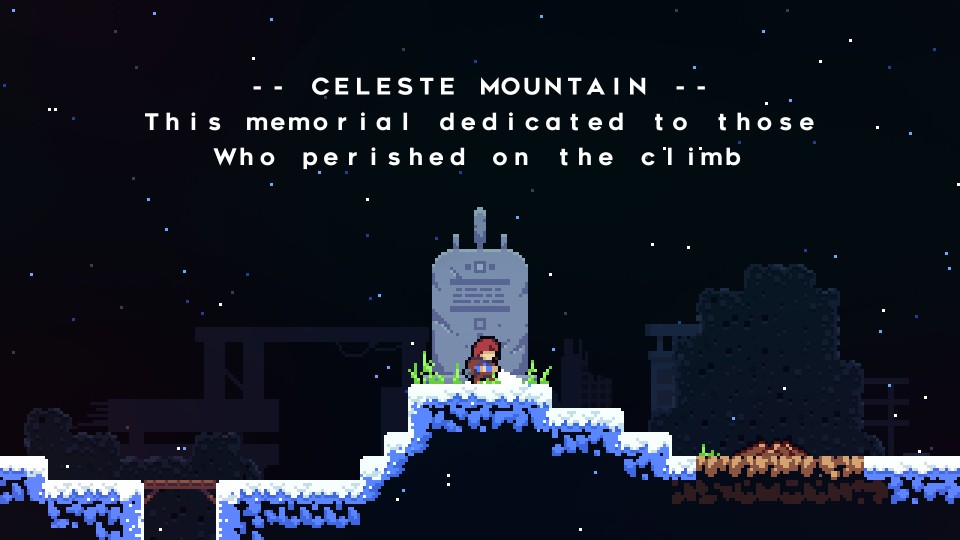 -- CELESTE MOUNTAIN --
This memorial dedicated to those
Who perished on the climb